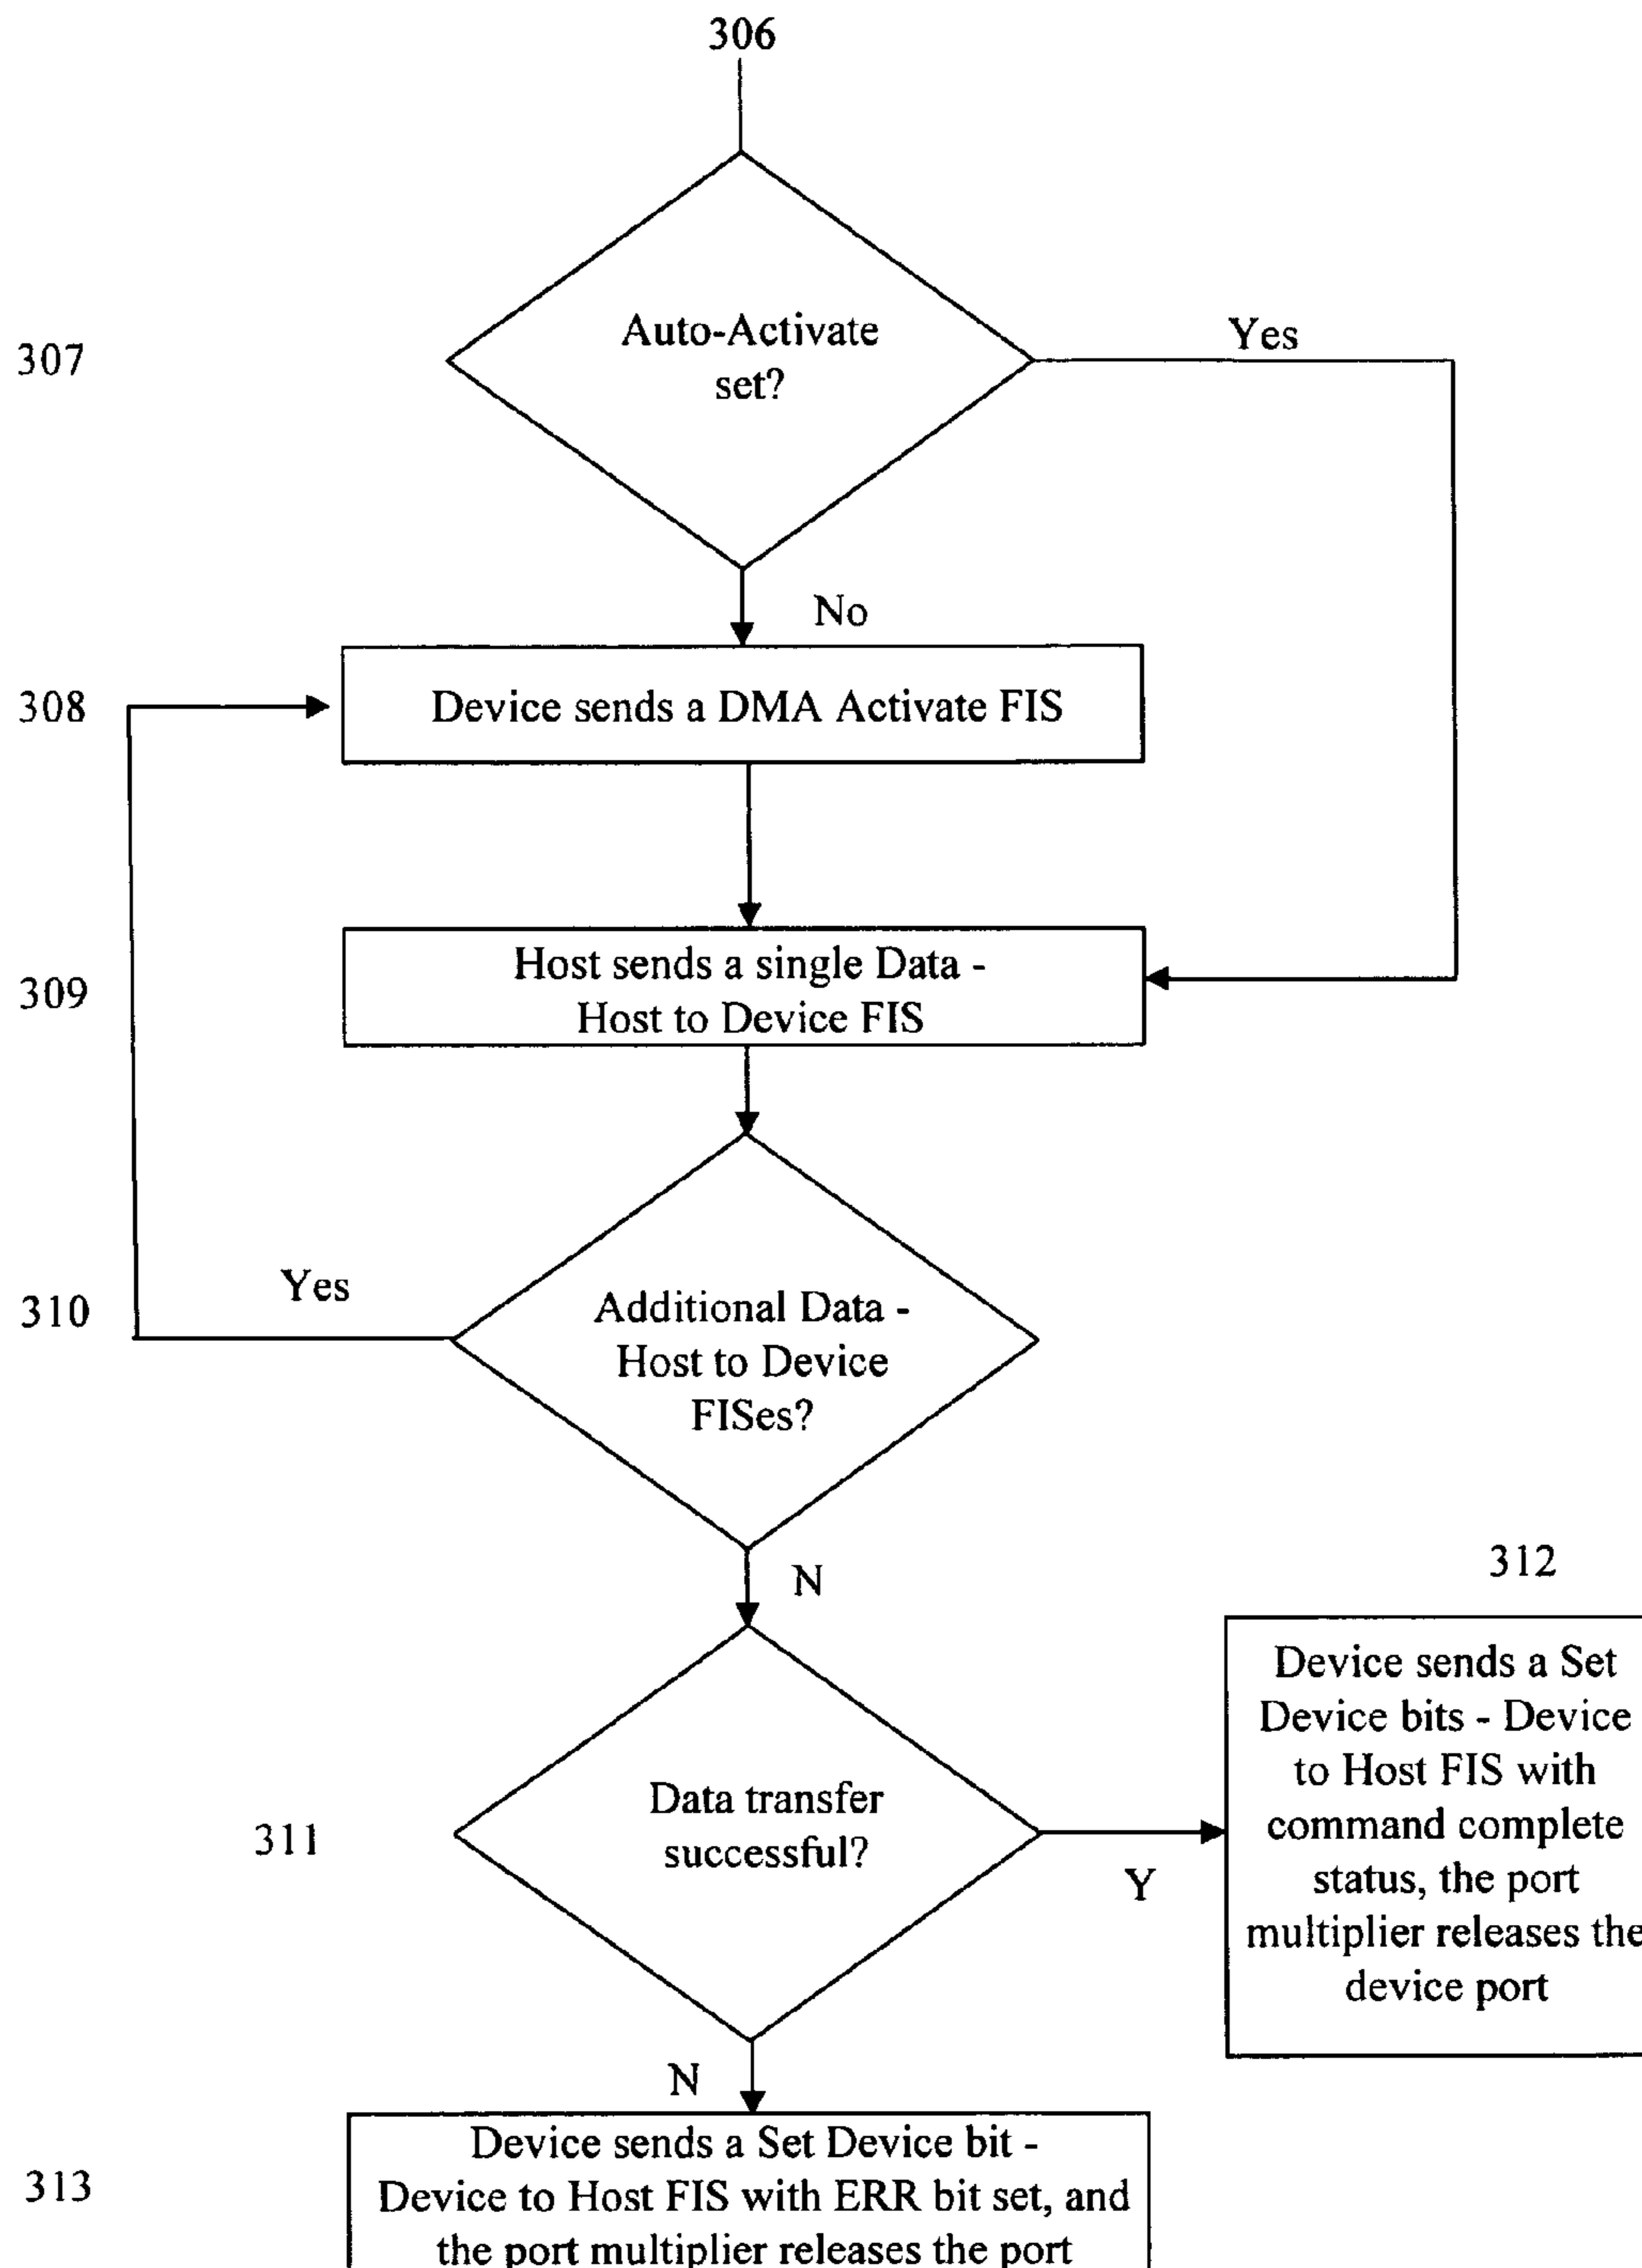 306
307
Auto-Activate
set?
Yes
No
308
Device sends a DMA Activate FIS
309
Host sends a single Data -
Host to Device FIS
310
Yes
Additional Data -
Host to Device
FISes?
N
312
311
Data transfer
successful?
Y
Device sends a Set
Device bits - Device
to Host FIS with
command complete
status, the port
multiplier releases the
device port
N
313
Device sends a Set Device bit -
Device to Host FIS with ERR bit set, and
the port multiplier releases the port